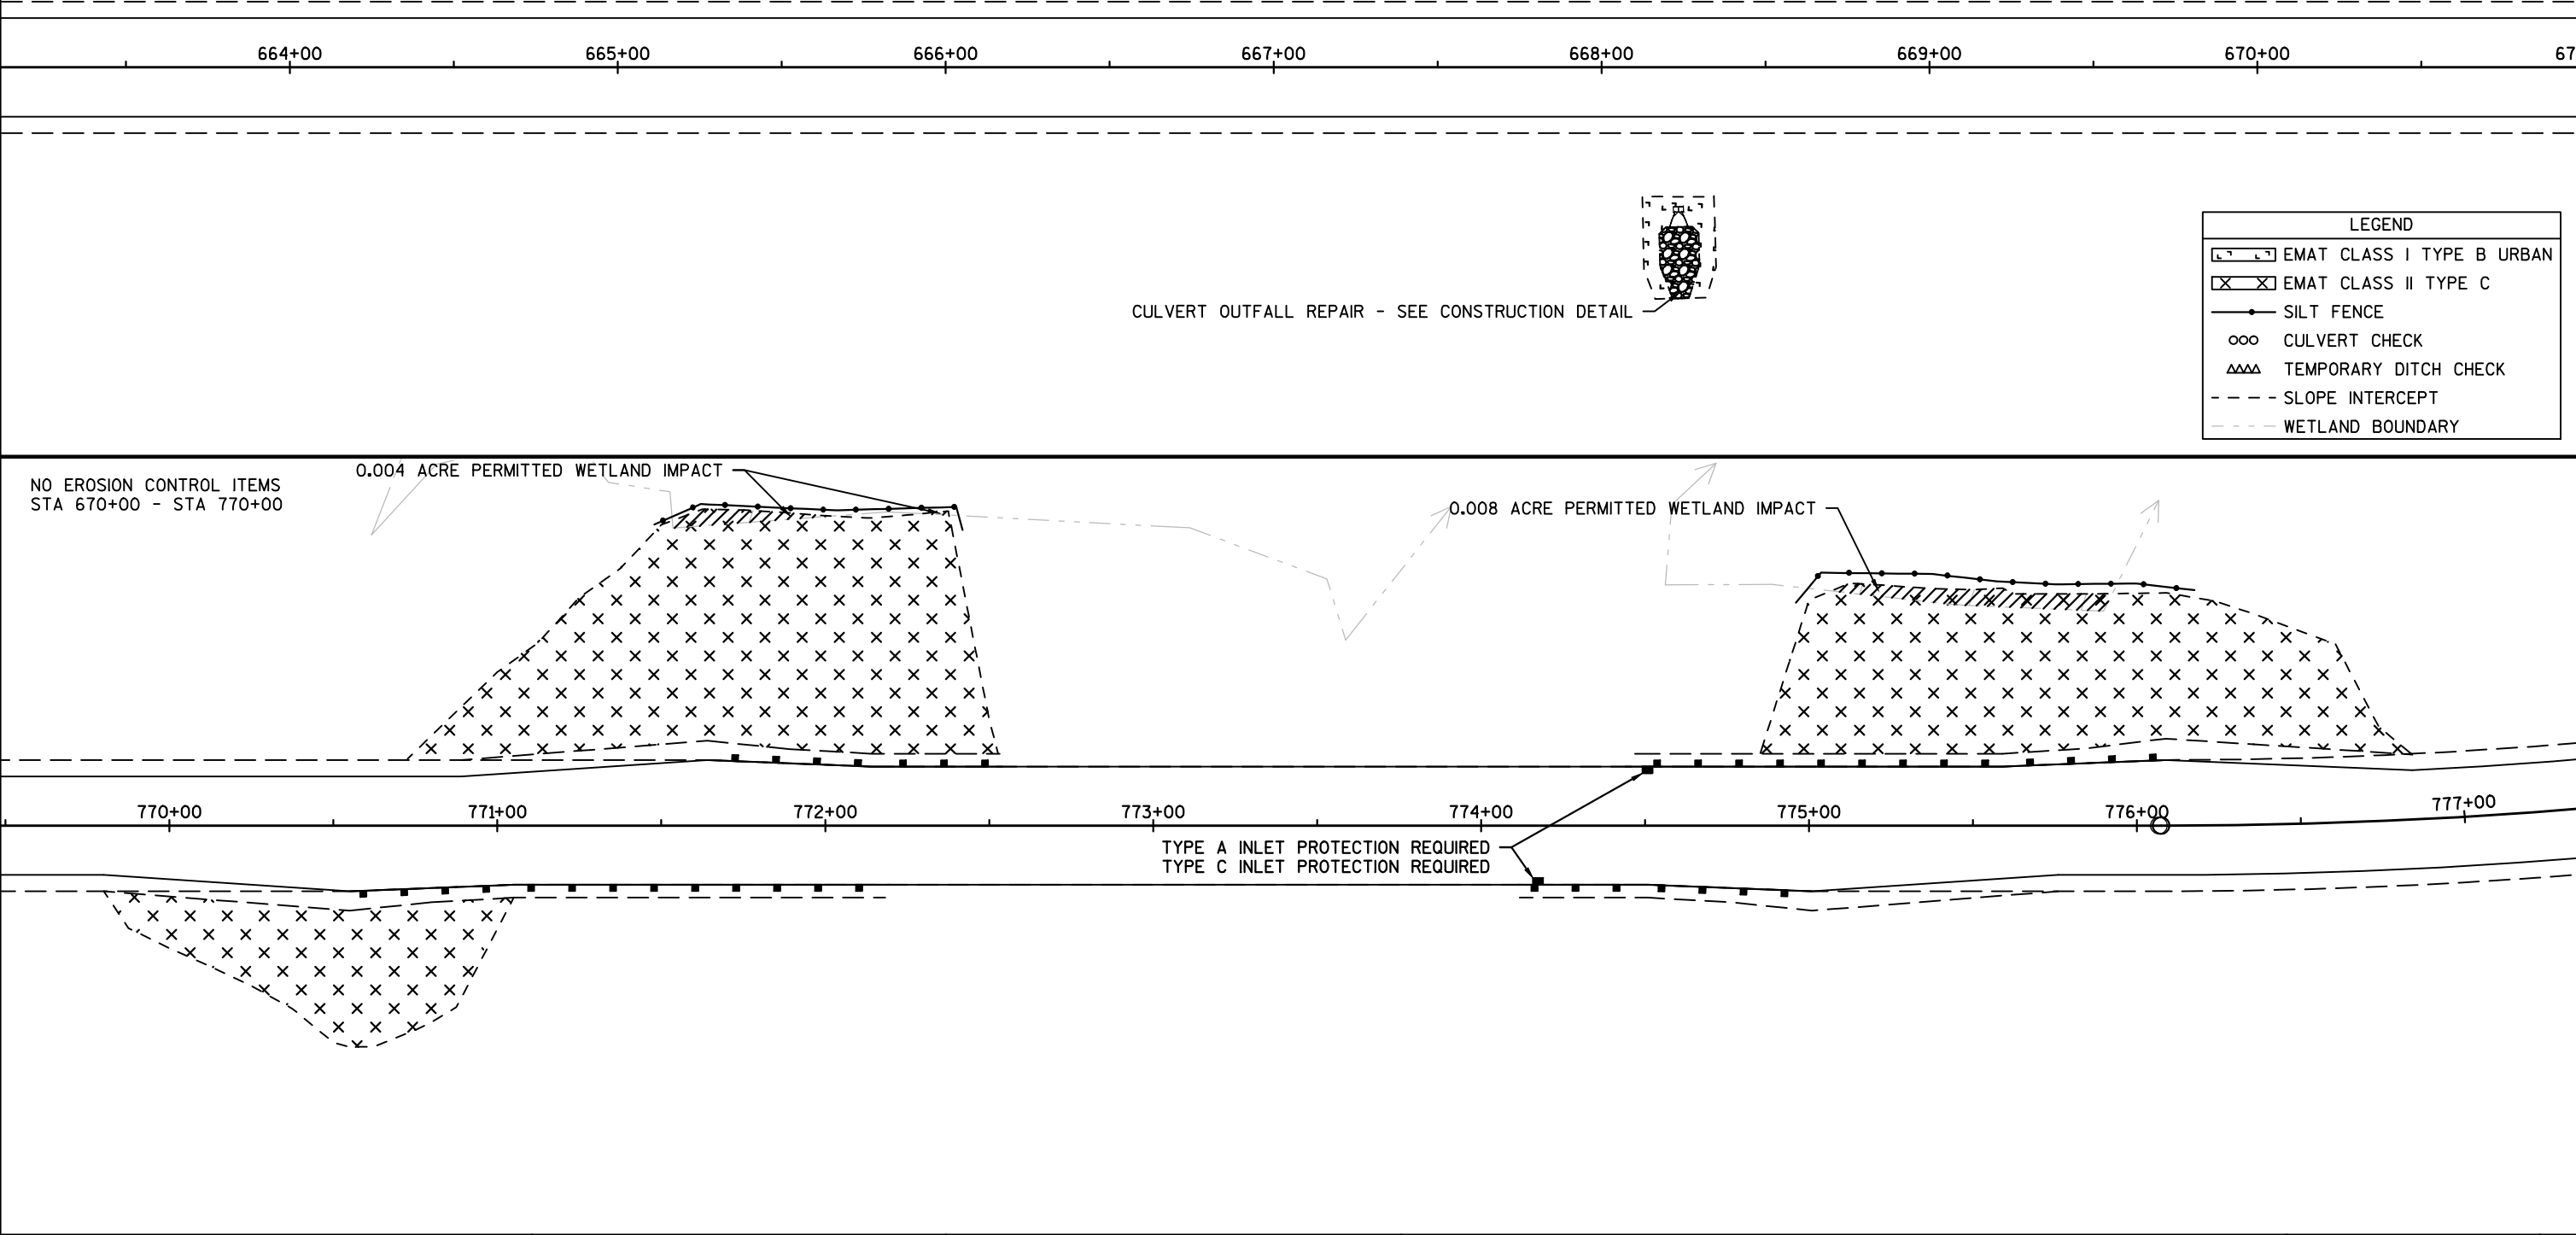 664+00 665+00 666+00 667+00 668+00 669+00 670+00 67
CULVERT OUTFALL REPAIR - SEE CONSTRUCTION DETAIL
LEGEND
EMAT CLASS I TYPE B URBAN
EMAT CLASS II TYPE C
SILT FENCE
CULVERT CHECK
TEMPORARY DITCH CHECK
SLOPE INTERCEPT
WETLAND BOUNDARY
NO EROSION CONTROL ITEMS
STA 670+00 - STA 770+00
0.004 ACRE PERMITTED WETLAND IMPACT
0.008 ACRE PERMITTED WETLAND IMPACT
770+00 771+00 772+00 773+00 774+00 775+00 776+00 777+00
TYPE A INLET PROTECTION REQUIRED
TYPE C INLET PROTECTION REQUIRED